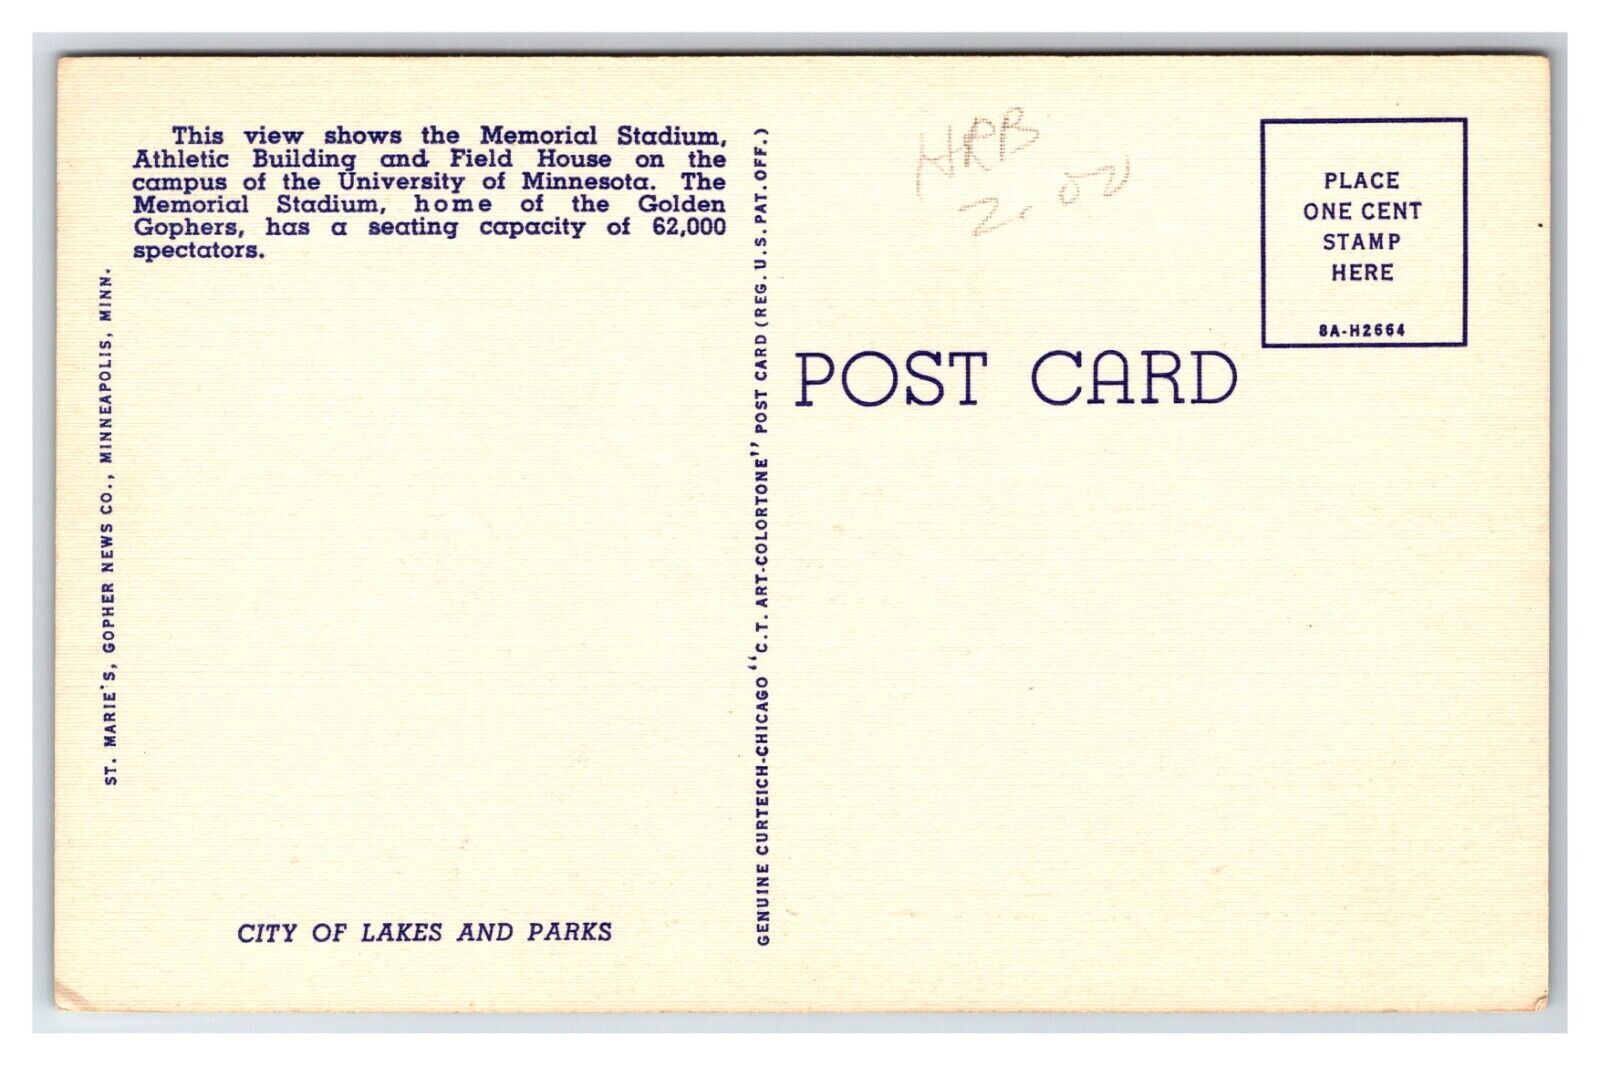 This view shows the Memorial Stadium,
Athletic Building and Field House on the
campus of the University of Minnesota. The
Memorial Stadium, home of the Golden
Gophers, has a seating capacity of 62,000
spectators.
ST. MARIE'S, GOPHER NEWS CO., MINNEAPOLIS, MINN.
CITY OF LAKES AND PARKS
GENUINE CURTEICH-CHICAGO "C.T. ART-COLORTONE" POST CARD (REG. U.S. PAT. OFF.)
2.00
POST CARD
PLACE
ONE CENT
STAMP
HERE
8A-H2664